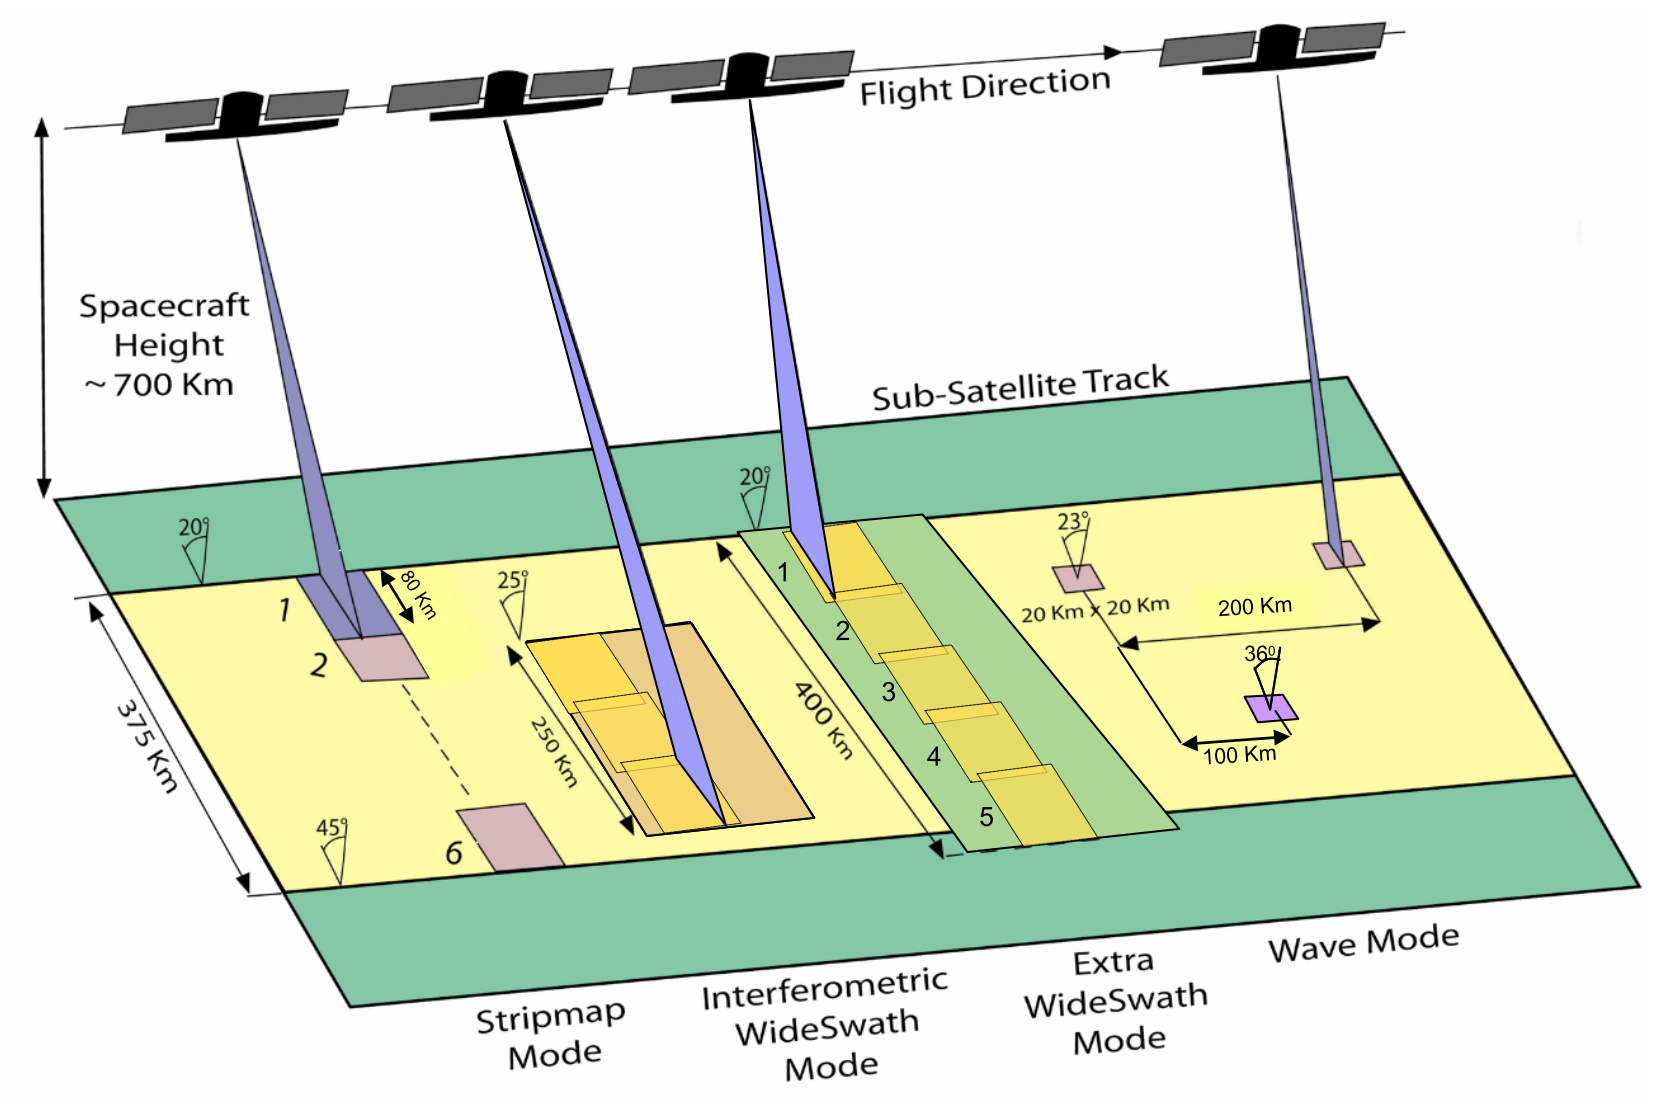 Flight Direction
Spacecraft
Height
~ 700 Km
Sub-Satellite Track
20°
20°
23°
25°
80 Km
1
2
6
375 Km
45°
250 Km
400 Km
1
2
3
4
5
20 Km x 20 Km
200 Km
36°
100 Km
Stripmap
Mode
Interferometric
WideSwath
Mode
Extra
WideSwath
Mode
Wave Mode